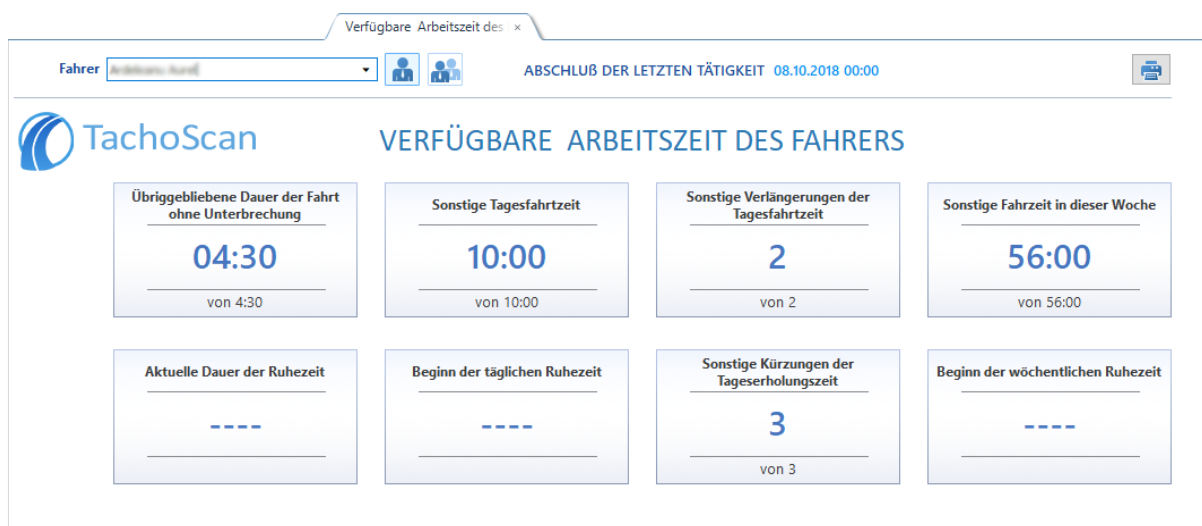 Verfügbare Arbeitszeit des ×
Fahrer
ABSCHLUß DER LETZTEN TÄTIGKEIT 08.10.2018 00:00
TachoScan
VERFÜGBARE ARBEITSZEIT DES FAHRERS
Übriggebliebene Dauer der Fahrt
ohne Unterbrechung
04:30
von 4:30
Sonstige Tagesfahrtzeit
10:00
von 10:00
Sonstige Verlängerungen der
Tagesfahrtzeit
2
von 2
Sonstige Fahrzeit in dieser Woche
56:00
von 56:00
Aktuelle Dauer der Ruhezeit
----
Beginn der täglichen Ruhezeit
----
Sonstige Kürzungen der
Tageserholungszeit
3
von 3
Beginn der wöchentlichen Ruhezeit
----